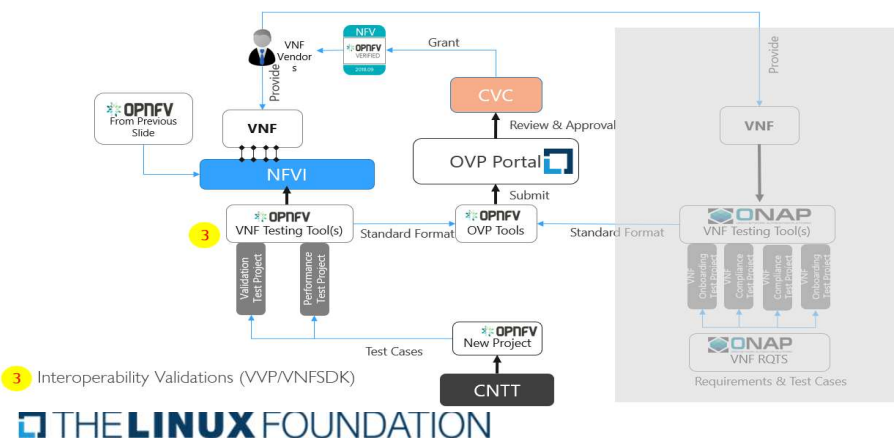 NFV
OPNFV
VERIFIED
2018.09
VNF
Vendor
s
Grant
Provide
Provide
CVC
OPNFV
From Previous
Slide
VNF
Review & Approval
VNF
OVP Portal
NFVI
Submit
OPNFV
VNF Testing Tool(s)
3
Standard Format
OPNFV
OVP Tools
Standard Format
ONAP
VNF Testing Tool(s)
Validation
Test Project
Performance
Test Project
VNF
Onboarding
Test Project
VNF
Compliance
Test Project
VNF
Compliance
Test Project
VNF
Onboarding
Test Project
Test Cases
OPNFV
New Project
ONAP
VNF RQTS
Requirements & Test Cases
CNTT
3 Interoperability Validations (VVP/VNFSDK)
THE LINUX FOUNDATION